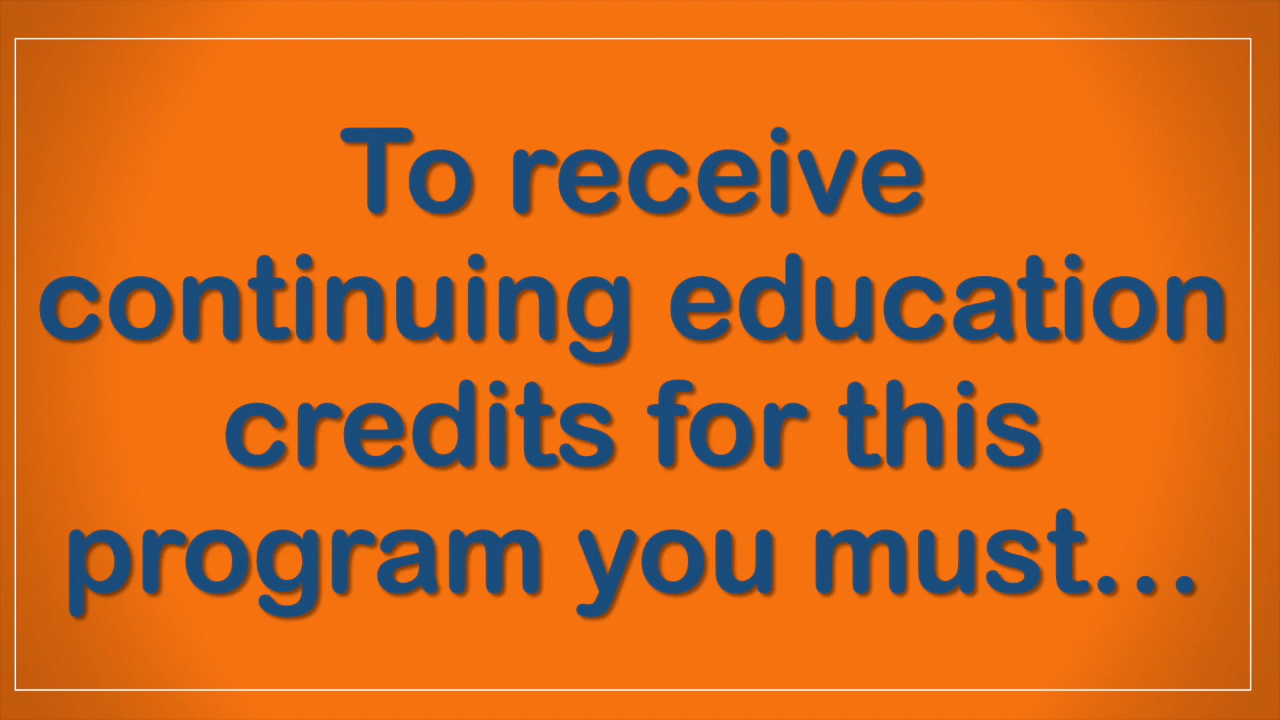 To receive
continuing education
credits for this
program you must...